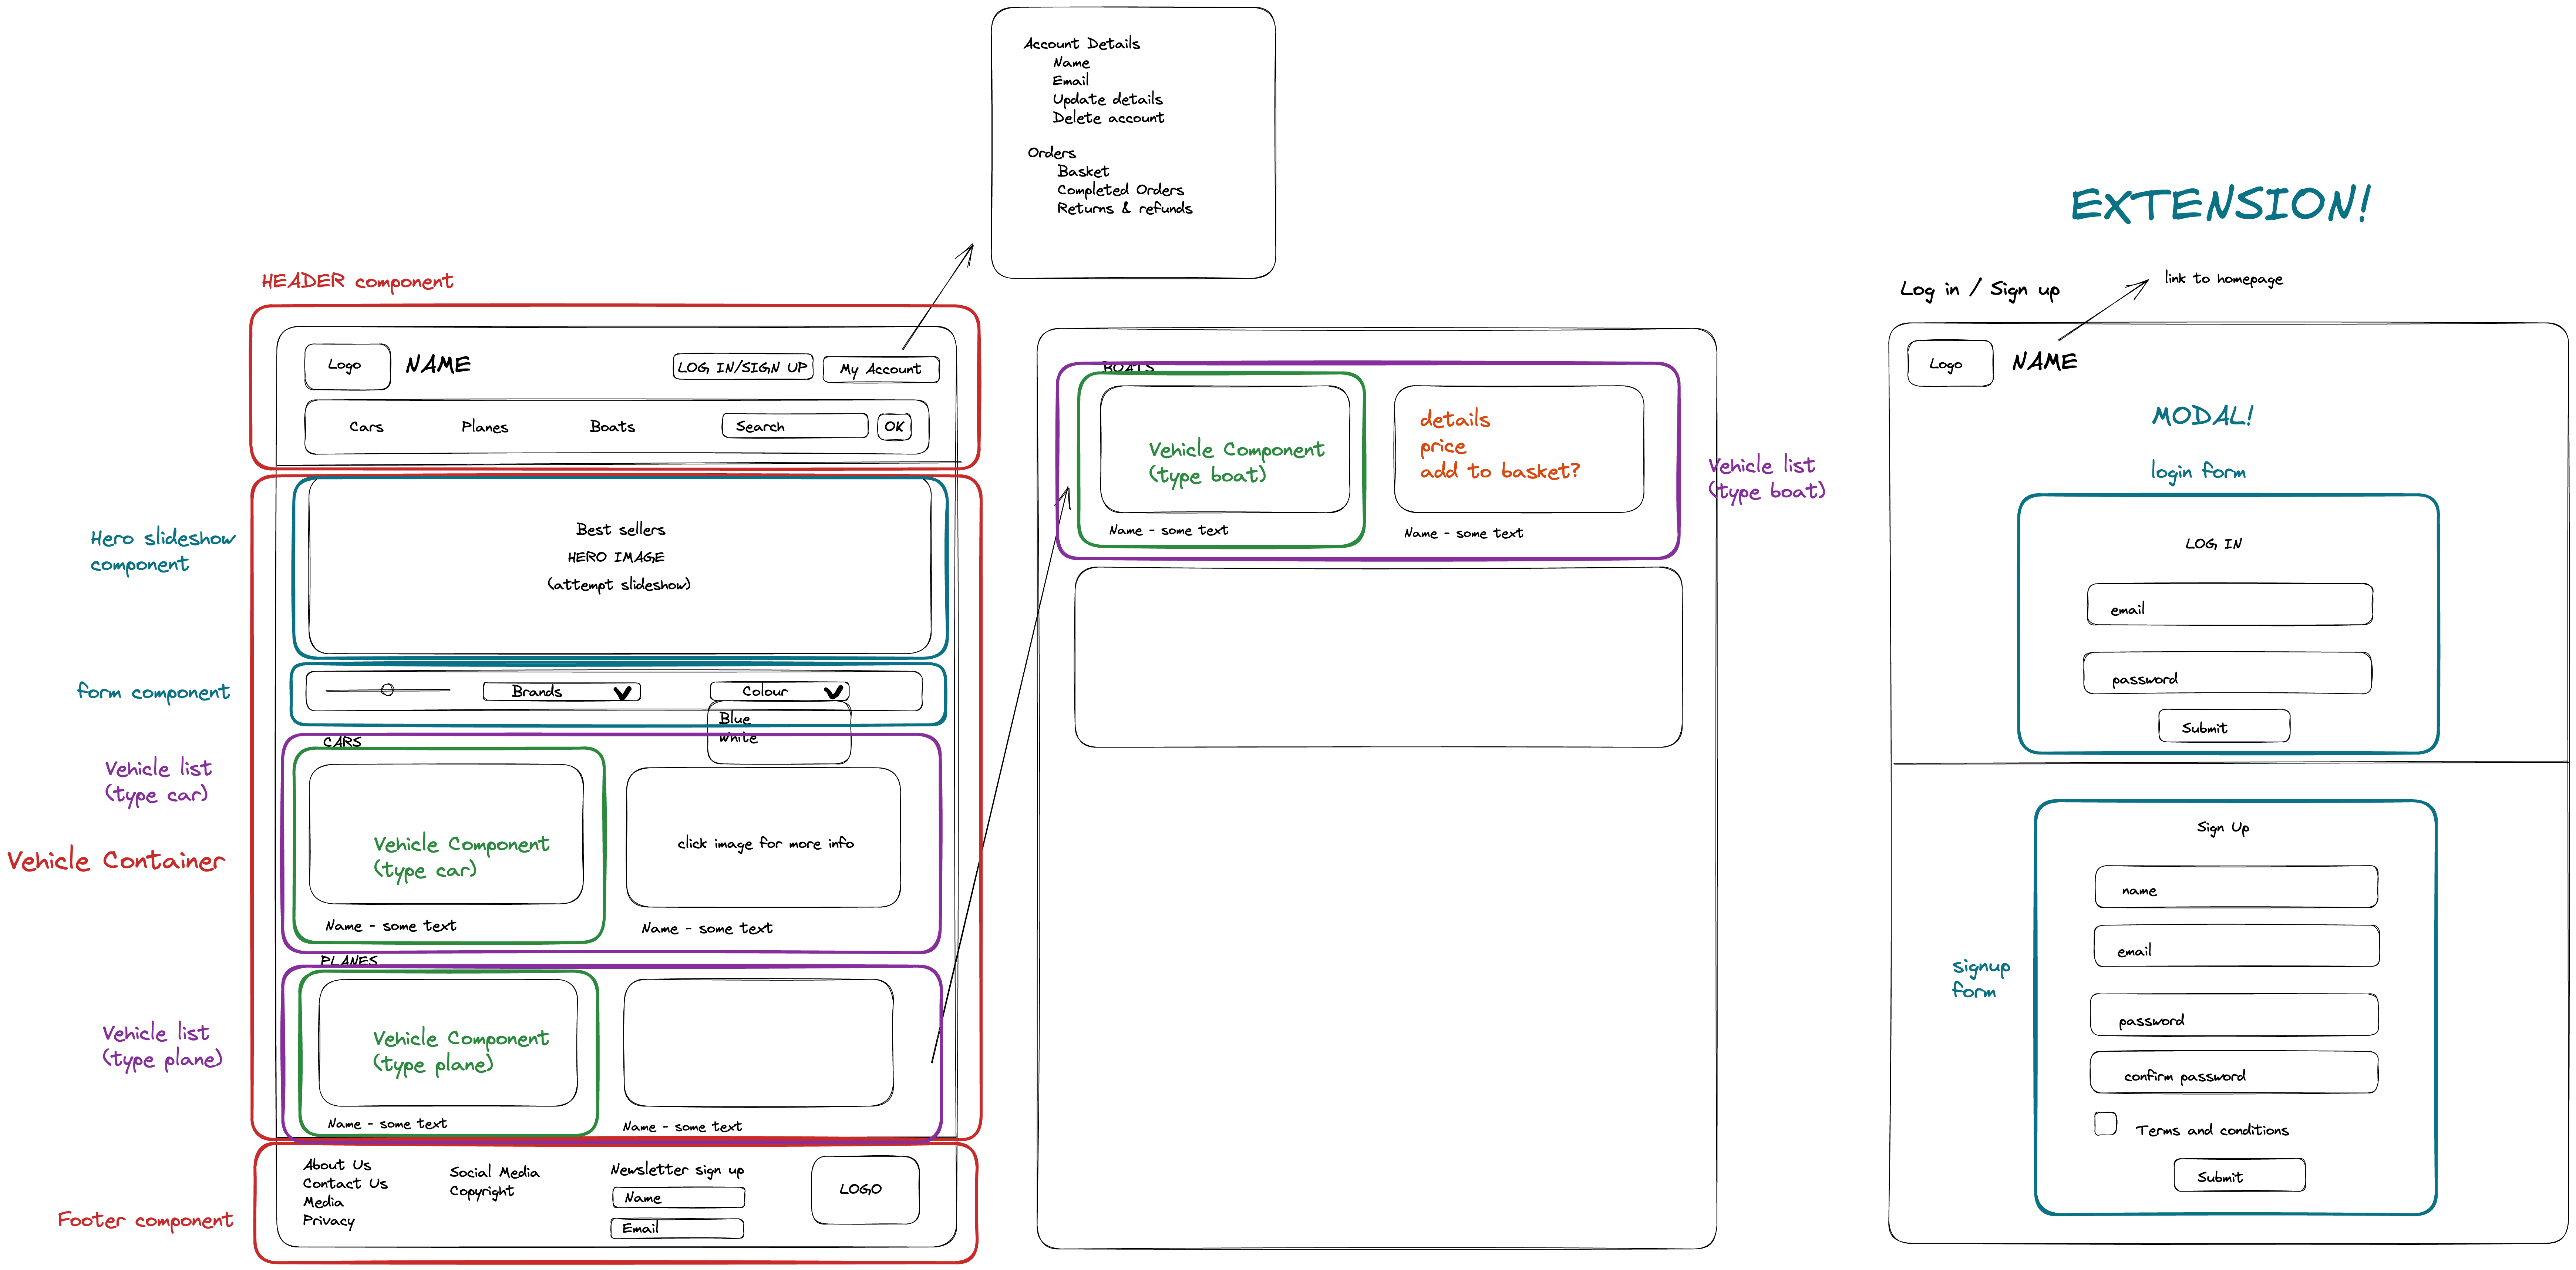 Account Details
Name
Email
Update details
Delete account
Orders
Basket
Completed Orders
Returns & refunds
HEADER component
Logo
NAME
LOG IN/SIGN UP
My Account
Cars
Planes
Boats
Search
OK
Hero slideshow
component
Best sellers
HERO IMAGE
(attempt slideshow)
form component
Brands
Colour
Blue
White
Vehicle list
(type car)
CARS
Vehicle Component
(type car)
click image for more info
Name - some text
Name - some text
Vehicle Container
PLANES
Vehicle list
(type plane)
Vehicle Component
(type plane)
Name - some text
Name - some text
Footer component
About Us
Contact Us
Media
Privacy
Social Media
Copyright
Newsletter sign up
Name
Email
LOGO
BOATS
Vehicle Component
(type boat)
Name - some text
details
price
add to basket?
Name - some text
Vehicle list
(type boat)
EXTENSION!
Log in / Sign up
link to homepage
Logo
NAME
MODAL!
login form
LOG IN
email
password
Submit
signup
form
Sign Up
name
email
password
confirm password
Terms and conditions
Submit